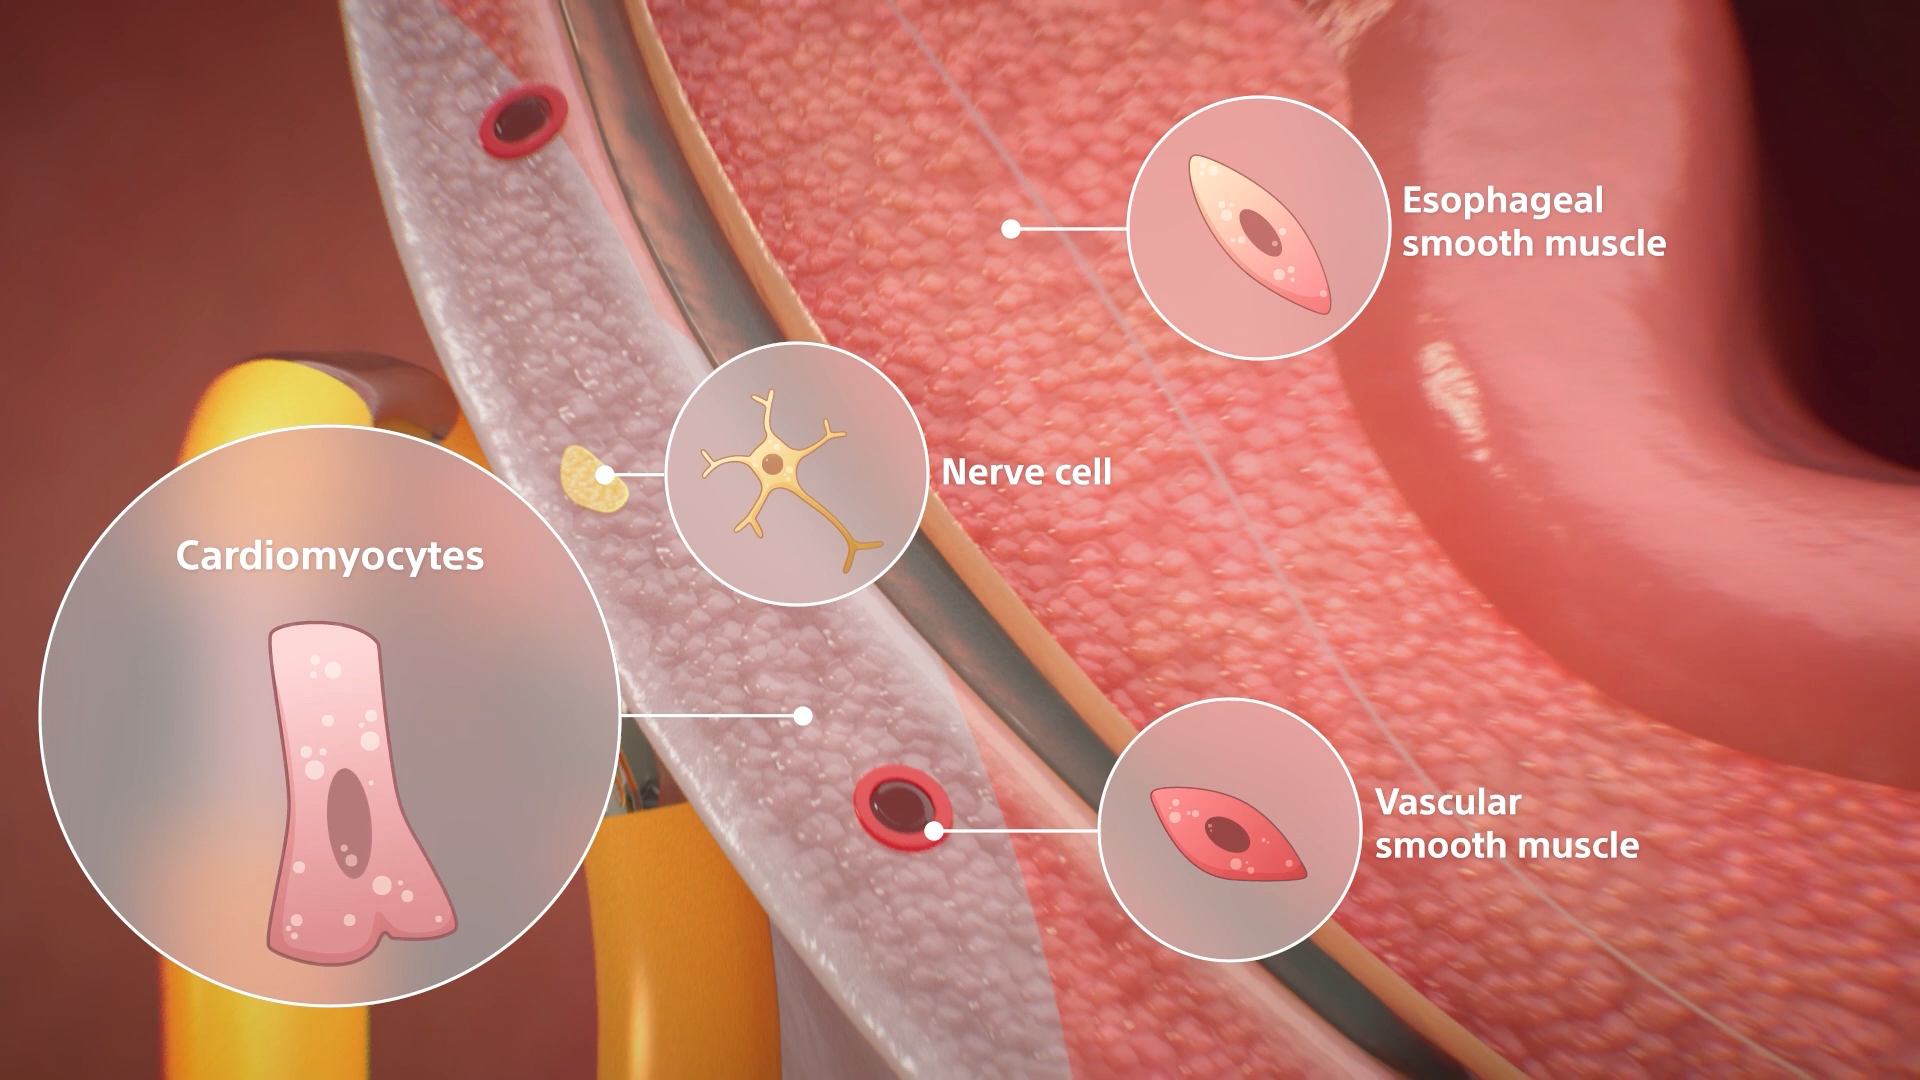 Esophageal
smooth muscle
Nerve cell
Cardiomyocytes
Vascular
smooth muscle